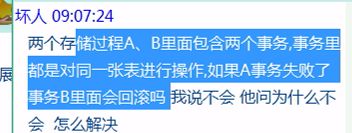 坏人 09:07:24
两个存储过程A、B里面包含两个事务,事务里
展
都是对同一张表进行操作,如果A事务失败了
事务B里面会回滚吗 我说不会 他问为什么不
会 怎么解决